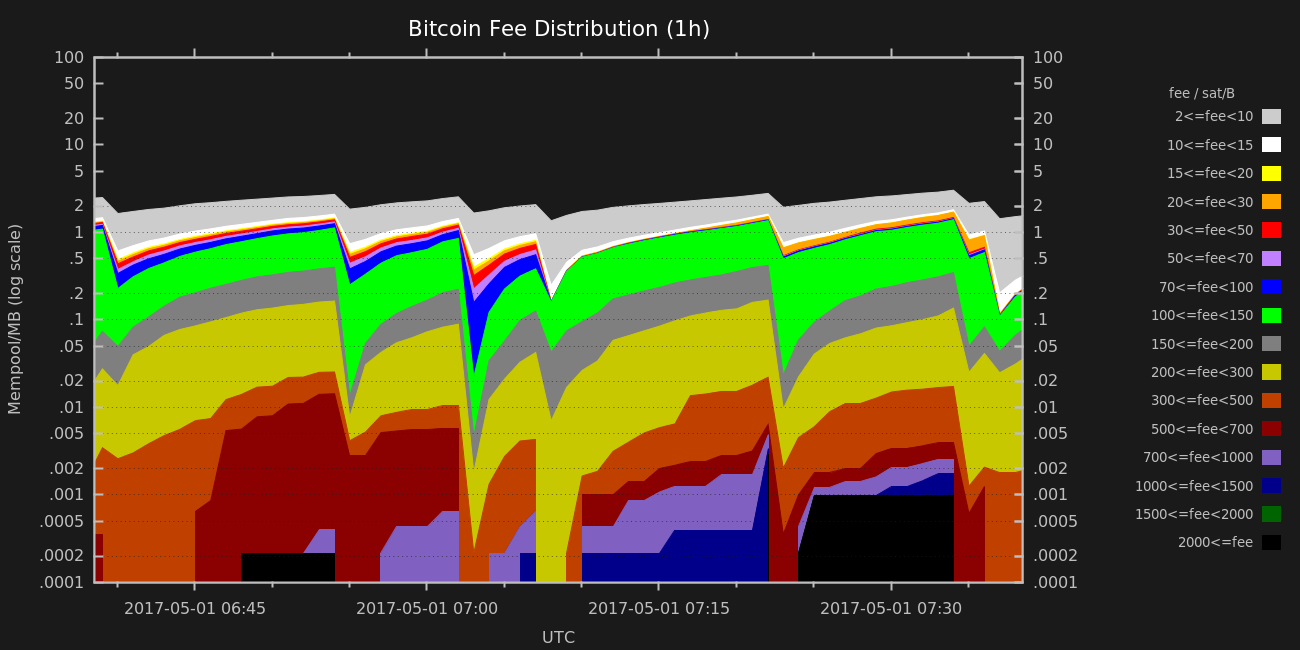 Bitcoin Fee Distribution (1h)
100
50
20
10
5
2
1
.5
.2
.1
.05
.02
.01
.005
.002
.001
.0005
.0002
.0001
Mempool/MB (log scale)
100
50
20
10
5
2
1
.5
.2
.1
.05
.02
.01
.005
.002
.001
.0005
.0002
.0001
2017-05-01 6:45
2017-05-01 07:00
2017-05-01 07:15
2017-05-01 07:30
UTC
fee / sat/B
2<=fee<10
10<=fee<15
15<=fee<20
20<=fee<30
30<=fee<50
50<=fee<70
70<=fee<100
100<=fee<150
150<=fee<200
200<=fee<300
300<=fee<500
500<=fee<700
700<=fee<1000
1000<=fee<1500
1500<=fee<2000
2000<=fee